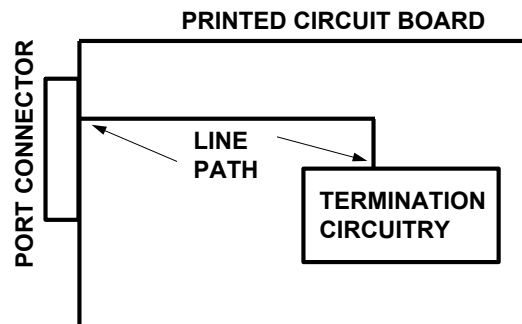 PRINTED CIRCUIT BOARD
PORT CONNECTOR
LINE
PATH
TERMINATION
CIRCUITRY